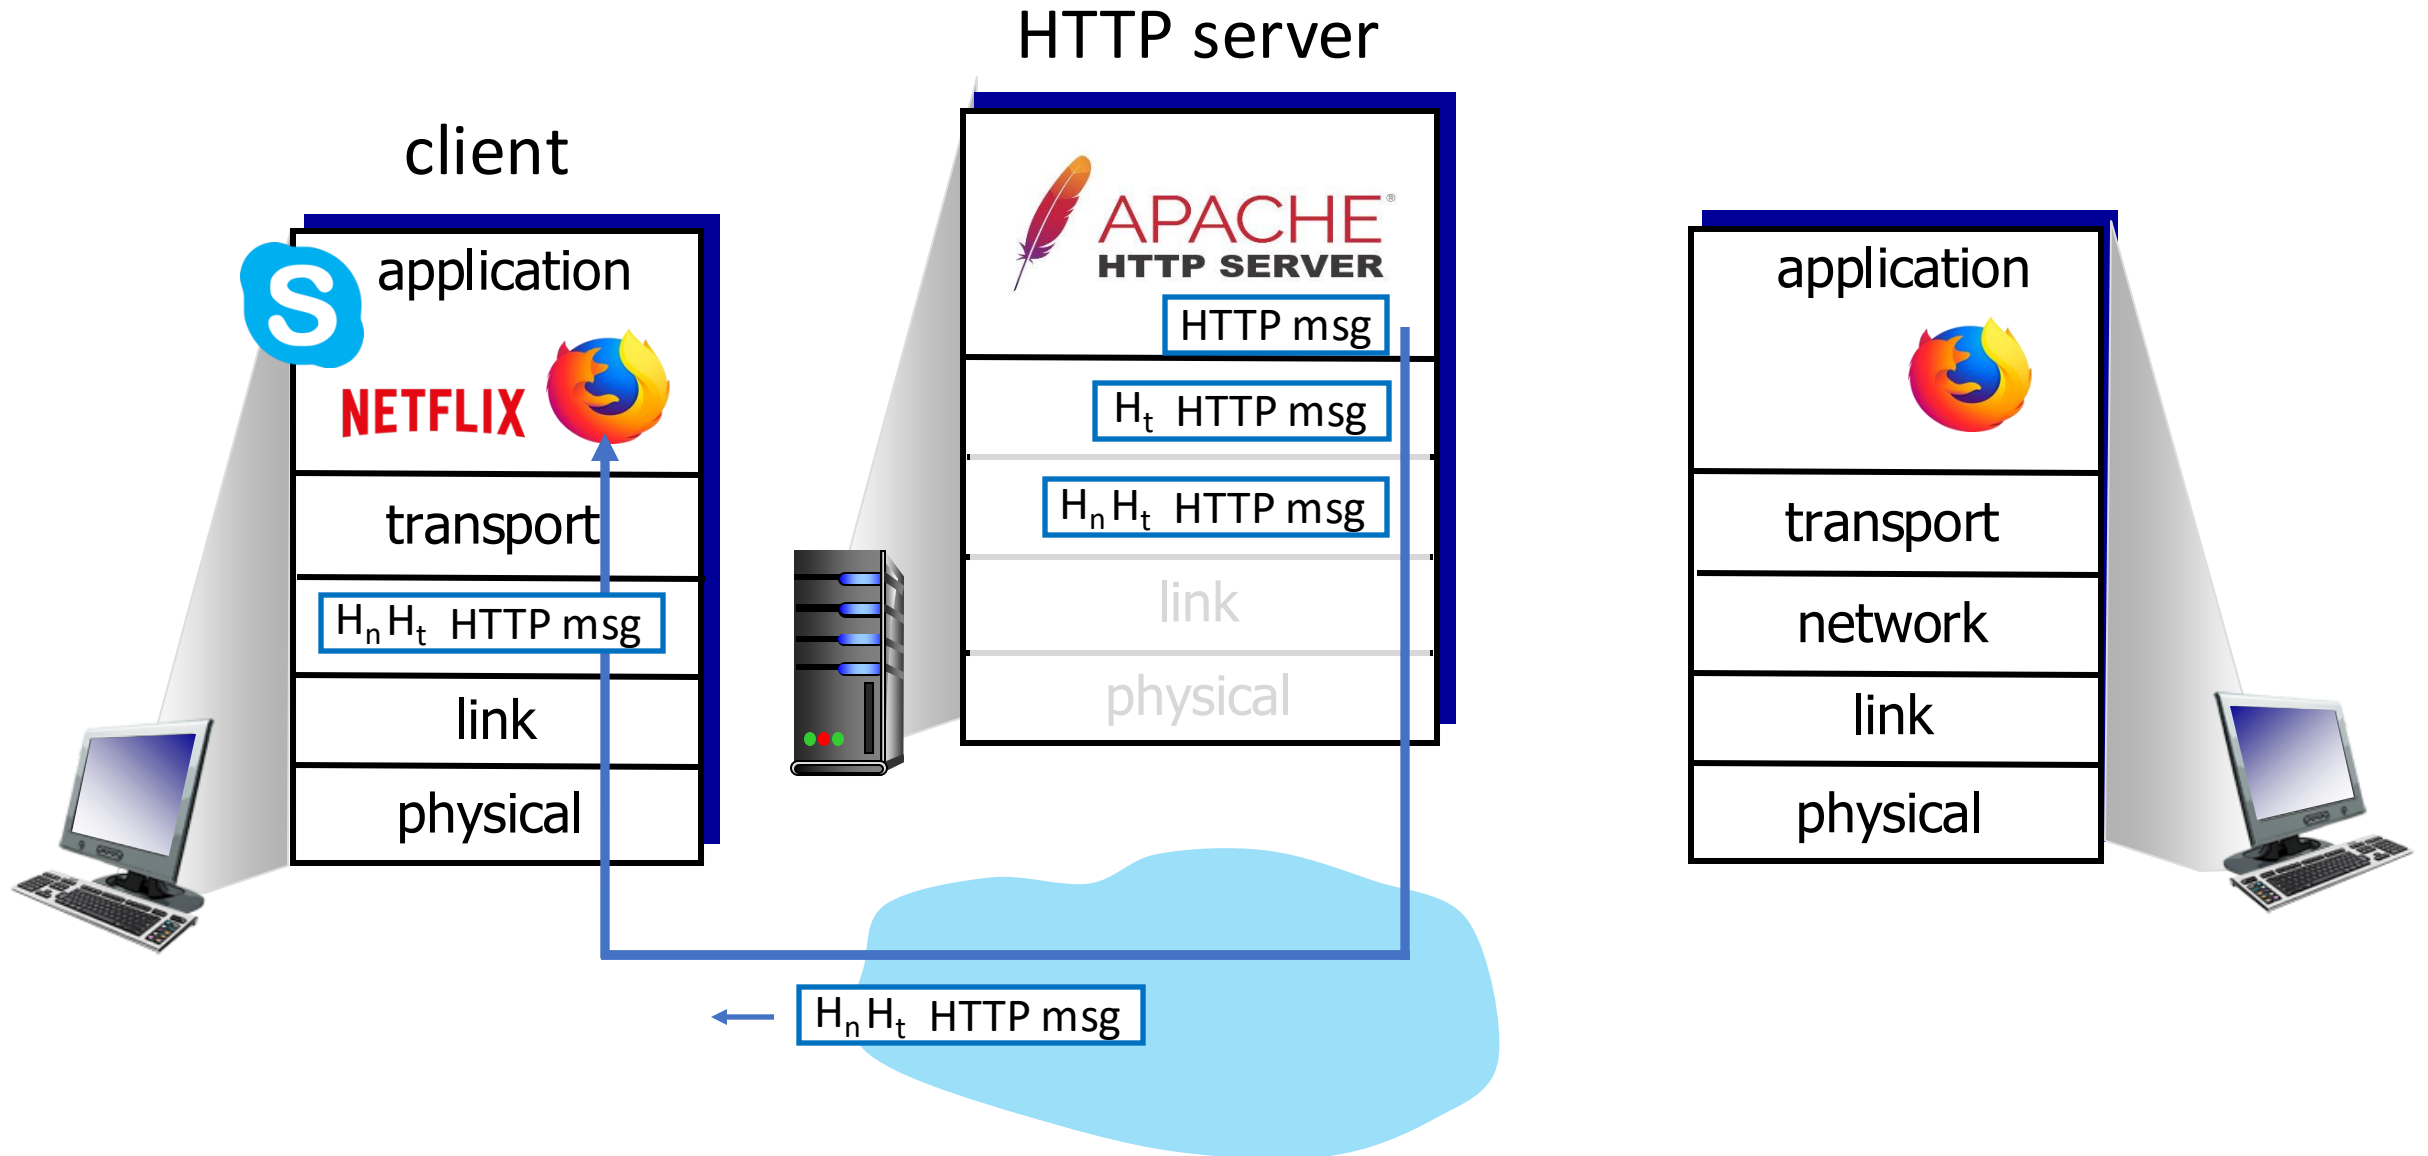 HTTP server
client
application
S
NETFLIX
transport
Hₙ Hₜ HTTP msg
link
physical
APACHE®
HTTP SERVER
HTTP msg
Hₜ HTTP msg
Hₙ Hₜ HTTP msg
link
physical
application
transport
network
link
physical
Hₙ Hₜ HTTP msg